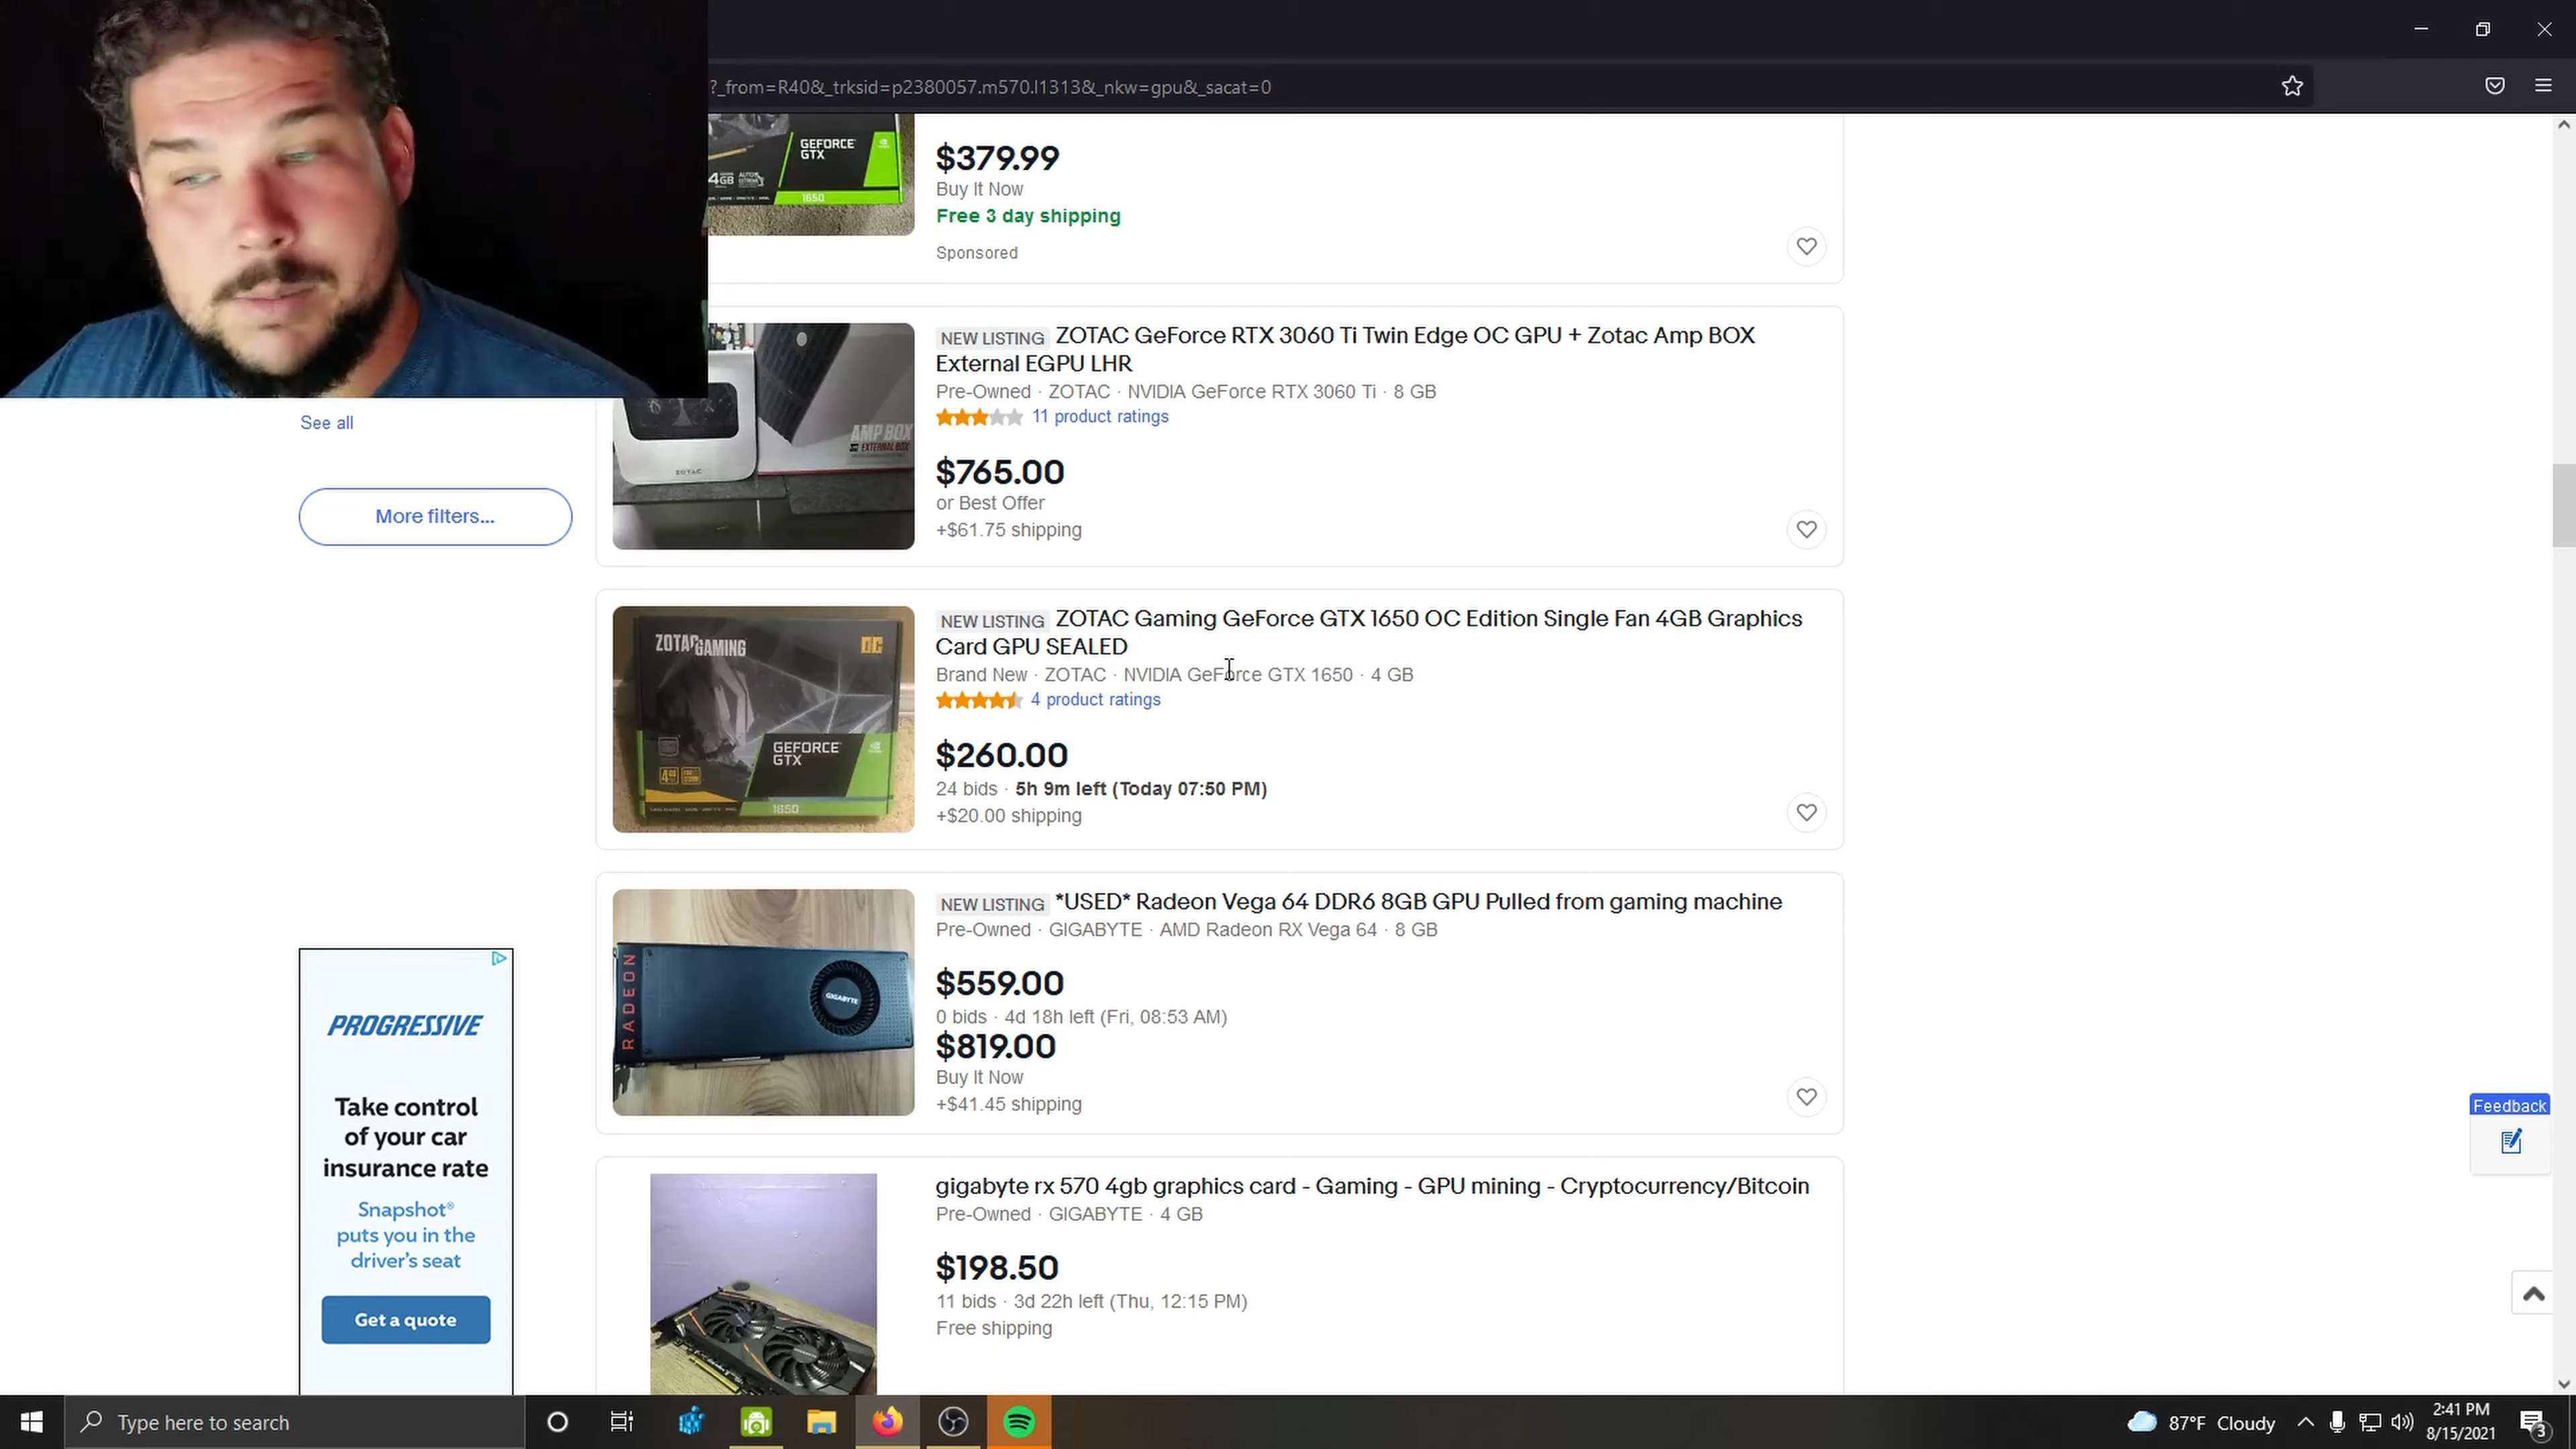 ?_from=R40&_trksid=p2380057.m570.l1313&_nkw=gpu&_sacat=0
GEFORCE
GTX
4GB
1650
$379.99
Buy It Now
Free 3 day shipping
Sponsored
See all
More filters...
AMP BOX
EXTERNAL BOX
ZOTAC
NEW LISTING ZOTAC GeForce RTX 3060 Ti Twin Edge OC GPU + Zotac Amp BOX
External EGPU LHR
Pre-Owned · ZOTAC · NVIDIA GeForce RTX 3060 Ti · 8 GB
11 product ratings
$765.00
or Best Offer
+$61.75 shipping
ZOTAC GAMING
OC
GEFORCE
GTX
4GB
1650
NEW LISTING ZOTAC Gaming GeForce GTX 1650 OC Edition Single Fan 4GB Graphics
Card GPU SEALED
Brand New · ZOTAC · NVIDIA GeForce GTX 1650 · 4 GB
4 product ratings
$260.00
24 bids · 5h 9m left (Today 07:50 PM)
+$20.00 shipping
RADEON
GIGABYTE
NEW LISTING *USED* Radeon Vega 64 DDR6 8GB GPU Pulled from gaming machine
Pre-Owned · GIGABYTE · AMD Radeon RX Vega 64 · 8 GB
$559.00
0 bids · 4d 18h left (Fri, 08:53 AM)
$819.00
Buy It Now
+$41.45 shipping
gigabyte rx 570 4gb graphics card - Gaming - GPU mining - Cryptocurrency/Bitcoin
Pre-Owned · GIGABYTE · 4 GB
$198.50
11 bids · 3d 22h left (Thu, 12:15 PM)
Free shipping
PROGRESSIVE
Take control
of your car
insurance rate
Snapshot®
puts you in the
driver's seat
Get a quote
Feedback
Type here to search
87°F Cloudy
2:41 PM
8/15/2021
3